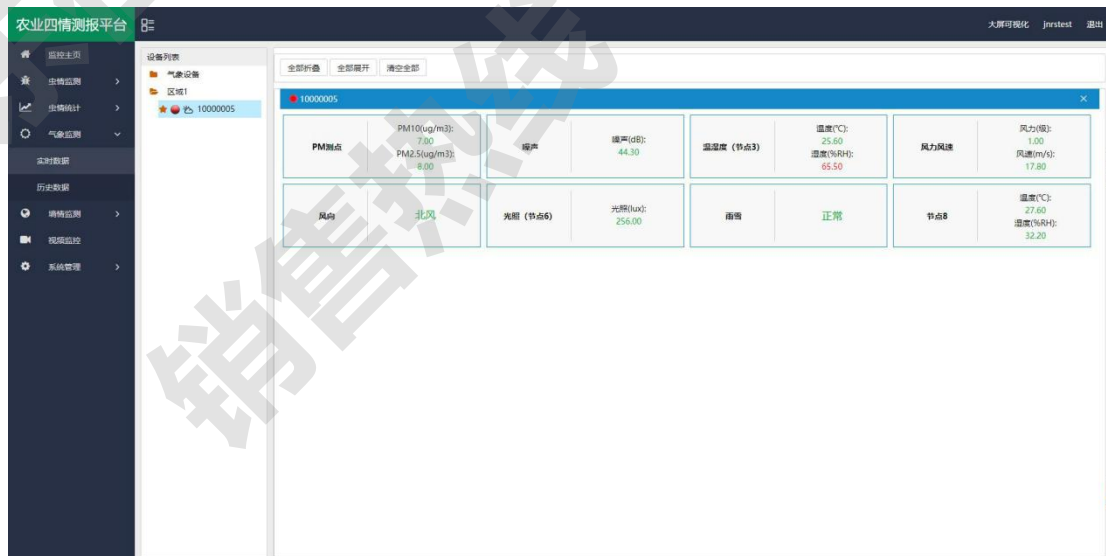 农业四情测报平台
大屏可视化 jnrstest 退出
监控主页
虫情监测
虫情统计
气象监测
实时数据
历史数据
墒情监测
视频监控
系统管理
设备列表
气象设备
区域1
10000005
全部折叠 全部展开 清空全部
10000005
PM测点
PM10(ug/m3):
7.00
PM2.5(ug/m3):
8.00
噪声
噪声(dB):
44.30
温湿度 (节点3)
温度(℃):
25.60
湿度(%RH):
65.50
风力风速
风力(级):
1.00
风速(m/s):
17.80
风向
北风
光照 (节点6)
光照(lux):
256.00
雨雪
正常
节点8
温度(℃):
27.60
湿度(%RH):
32.20
销售热线